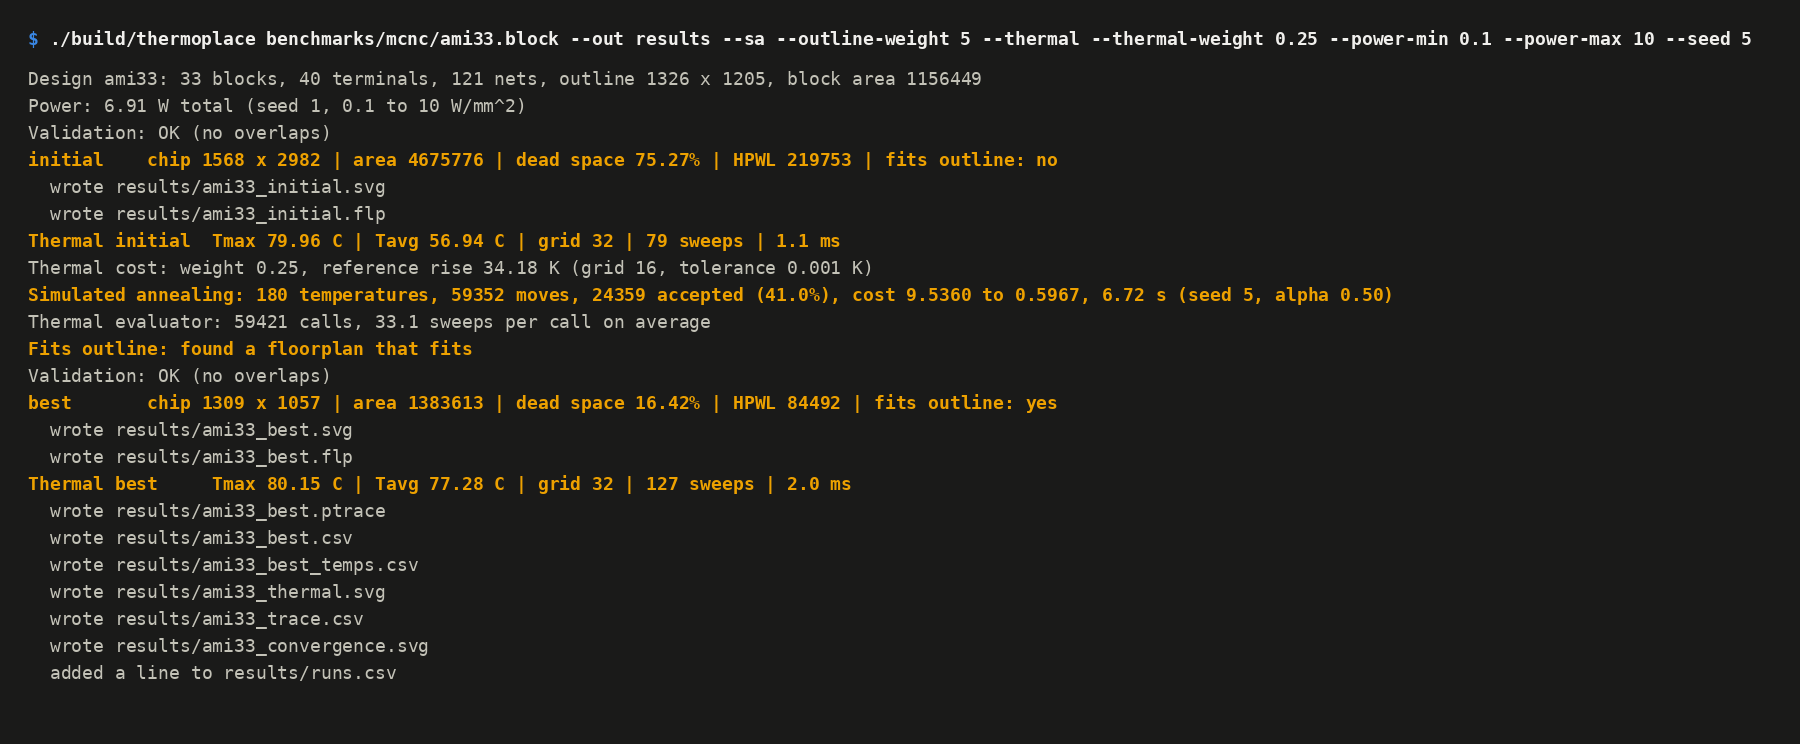 $ ./build/thermoplace benchmarks/mcnc/ami33.block --out results --sa --outline-weight 5 --thermal --thermal-weight 0.25 --power-min 0.1 --power-max 10 --seed 5
Design ami33: 33 blocks, 40 terminals, 121 nets, outline 1326 x 1205, block area 1156449
Power: 6.91 W total (seed 1, 0.1 to 10 W/mm^2)
Validation: OK (no overlaps)
initial    chip 1568 x 2982 | area 4675776 | dead space 75.27% | HPWL 219753 | fits outline: no
  wrote results/ami33_initial.svg
  wrote results/ami33_initial.flp
Thermal initial  Tmax 79.96 C | Tavg 56.94 C | grid 32 | 79 sweeps | 1.1 ms
Thermal cost: weight 0.25, reference rise 34.18 K (grid 16, tolerance 0.001 K)
Simulated annealing: 180 temperatures, 59352 moves, 24359 accepted (41.0%), cost 9.5360 to 0.5967, 6.72 s (seed 5, alpha 0.50)
Thermal evaluator: 59421 calls, 33.1 sweeps per call on average
Fits outline: found a floorplan that fits
Validation: OK (no overlaps)
best       chip 1309 x 1057 | area 1383613 | dead space 16.42% | HPWL 84492 | fits outline: yes
  wrote results/ami33_best.svg
  wrote results/ami33_best.flp
Thermal best     Tmax 80.15 C | Tavg 77.28 C | grid 32 | 127 sweeps | 2.0 ms
  wrote results/ami33_best.ptrace
  wrote results/ami33_best.csv
  wrote results/ami33_best_temps.csv
  wrote results/ami33_thermal.svg
  wrote results/ami33_trace.csv
  wrote results/ami33_convergence.svg
  added a line to results/runs.csv